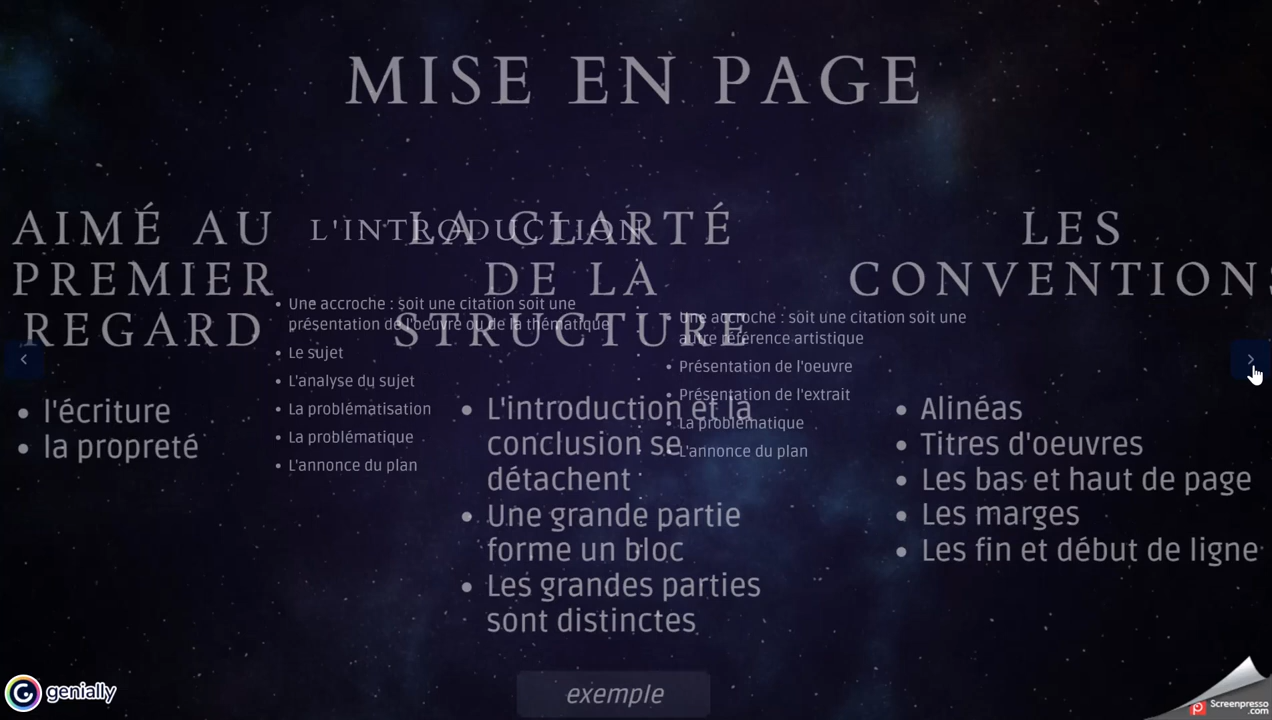 MISE EN PAGE
AIMÉ AU
PREMIER
REGARD
l'écriture
la propreté
L'INTRODUCTION
Une accroche : soit une citation soit une
présentation de l'oeuvre ou de la thématique
Le sujet
L'analyse du sujet
La problématisation
La problématique
L'annonce du plan
LA CLARTÉ
DE LA
STRUCTURE
L'introduction et la
conclusion se
détachent
Une grande partie
forme un bloc
Les grandes parties
sont distinctes
Une accroche : soit une citation soit une
autre référence artistique
Présentation de l'oeuvre
Présentation de l'extrait
La problématique
L'annonce du plan
LES
CONVENTIONS
Alinéas
Titres d'oeuvres
Les bas et haut de page
Les marges
Les fin et début de ligne
exemple
genially
Screenpresso
.com